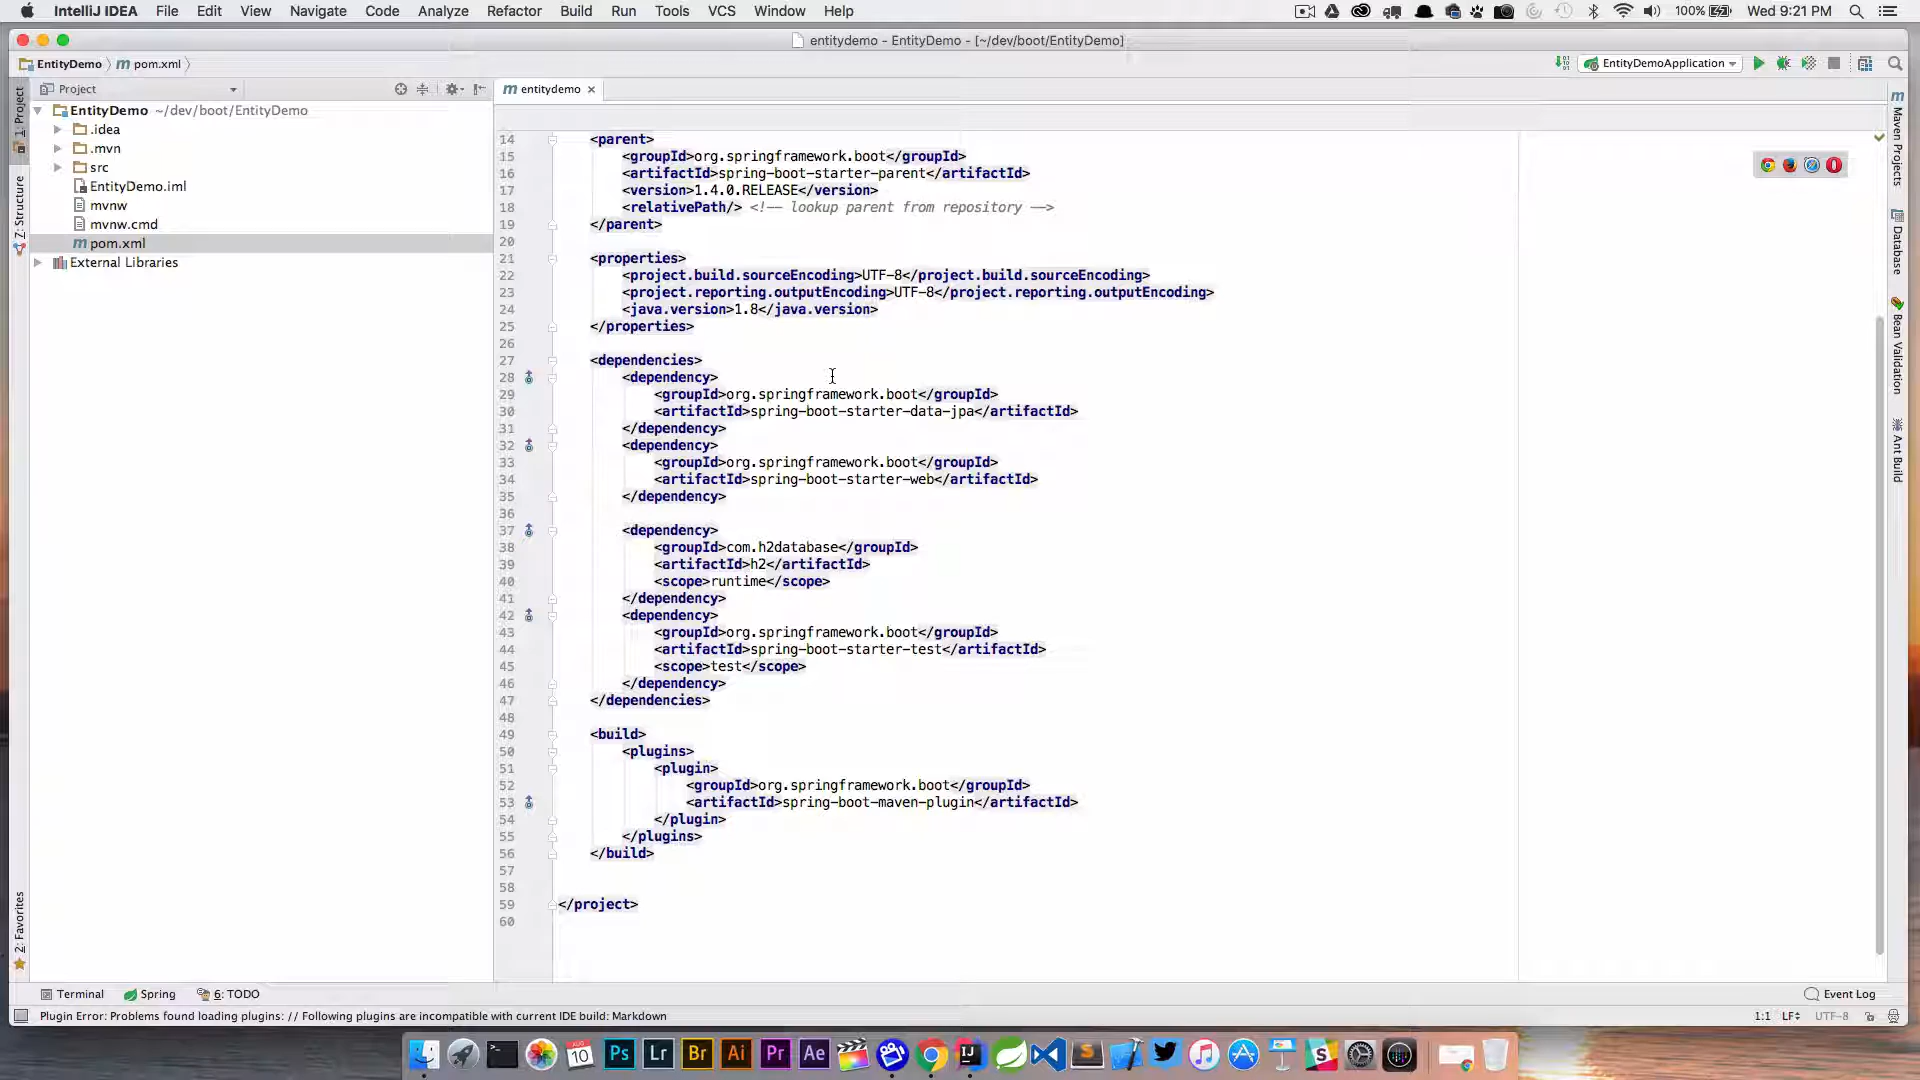 IntelliJ IDEA File Edit View Navigate Code Analyze Refactor Build Run Tools VCS Window Help 100% Wed 9:21 PM
entitydemo - EntityDemo - [~/dev/boot/EntityDemo]
EntityDemo pom.xml
EntityDemoApplication
Project
entitydemo
EntityDemo ~/dev/boot/EntityDemo
.idea
.mvn
src
EntityDemo.iml
mvnw
mvnw.cmd
pom.xml
External Libraries
1: Project
Z: Structure
2: Favorites
14 <parent>
15 <groupId>org.springframework.boot</groupId>
16 <artifactId>spring-boot-starter-parent</artifactId>
17 <version>1.4.0.RELEASE</version>
18 <relativePath/> <!-- lookup parent from repository -->
19 </parent>
20
21 <properties>
22 <project.build.sourceEncoding>UTF-8</project.build.sourceEncoding>
23 <project.reporting.outputEncoding>UTF-8</project.reporting.outputEncoding>
24 <java.version>1.8</java.version>
25 </properties>
26
27 <dependencies>
28 <dependency>
29 <groupId>org.springframework.boot</groupId>
30 <artifactId>spring-boot-starter-data-jpa</artifactId>
31 </dependency>
32 <dependency>
33 <groupId>org.springframework.boot</groupId>
34 <artifactId>spring-boot-starter-web</artifactId>
35 </dependency>
36
37 <dependency>
38 <groupId>com.h2database</groupId>
39 <artifactId>h2</artifactId>
40 <scope>runtime</scope>
41 </dependency>
42 <dependency>
43 <groupId>org.springframework.boot</groupId>
44 <artifactId>spring-boot-starter-test</artifactId>
45 <scope>test</scope>
46 </dependency>
47 </dependencies>
48
49 <build>
50 <plugins>
51 <plugin>
52 <groupId>org.springframework.boot</groupId>
53 <artifactId>spring-boot-maven-plugin</artifactId>
54 </plugin>
55 </plugins>
56 </build>
57
58
59 </project>
60
Maven Projects
Database
Bean Validation
Ant Build
Terminal Spring 6: TODO Event Log
Plugin Error: Problems found loading plugins: // Following plugins are incompatible with current IDE build: Markdown 1:1 LF UTF-8
AUG
10 Ps Lr Br Ai Pr Ae IJ S